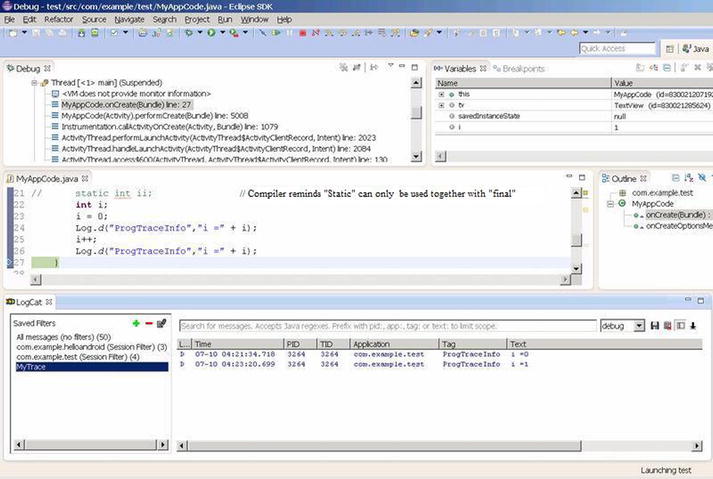 Debug - test/src/com/example/test/MyAppCode.java - Eclipse SDK
File Edit Refactor Source Navigate Search Project Run Window Help
Quick Access
Java
Debug
Thread [<1> main] (Suspended)
<VM does not provide monitor information>
MyAppCode.onCreate(Bundle) line: 27
MyAppCode(Activity).performCreate(Bundle) line: 5008
Instrumentation.callActivityOnCreate(Activity, Bundle) line: 1079
ActivityThread.performLaunchActivity(ActivityThread$ActivityClientRecord, Intent) line: 2023
ActivityThread.handleLaunchActivity(ActivityThread$ActivityClientRecord, Intent) line: 2084
ActivityThread.access$600(ActivityThread, ActivityThread$ActivityClientRecord, Intent) line: 130
Variables Breakpoints
Name Value
this MyAppCode (id=83002120719
tv TextView (id=830021285624)
savedInstanceState null
i 1
MyAppCode.java
21 // static int ii; // Compiler reminds "Static" can only be used together with "final"
22 int i;
23 i = 0;
24 Log.d("ProgTraceInfo","i =" + i);
25 i++;
26 Log.d("ProgTraceInfo","i =" + i);
27 }
28
Outline
com.example.test
MyAppCode
onCreate(Bundle) :
onCreateOptionsMe
LogCat
Saved Filters
All messages (no filters) (50)
com.example.helloandroid (Session Filter) (3)
com.example.test (Session Filter) (4)
MyTrace
Search for messages. Accepts Java regexes. Prefix with pid:, app:, tag: or text: to limit scope.
debug
L... Time PID TID Application Tag Text
D 07-10 04:21:34.718 3264 3264 com.example.test ProgTraceInfo i =0
D 07-10 04:23:20.699 3264 3264 com.example.test ProgTraceInfo i =1
Launching test